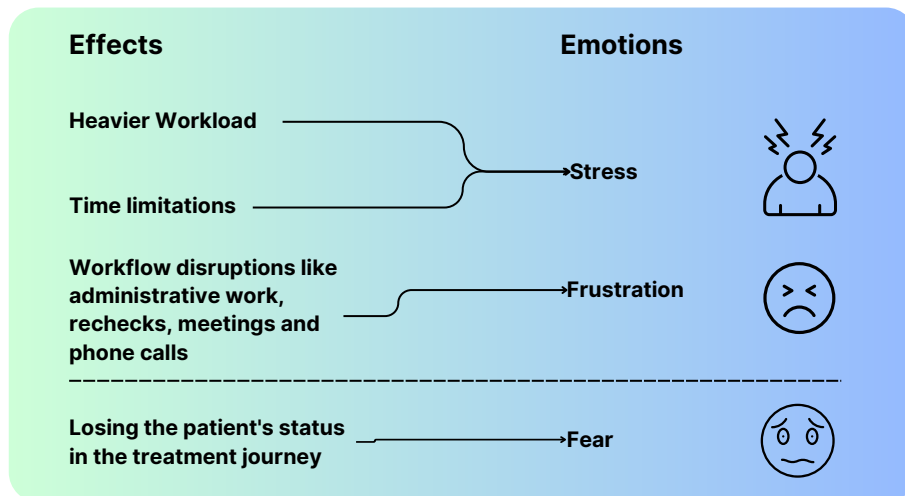 Effects
Emotions
Heavier Workload
Stress
Time limitations
Workflow disruptions like
administrative work,
rechecks, meetings and
phone calls
Frustration
Losing the patient's status
in the treatment journey
Fear